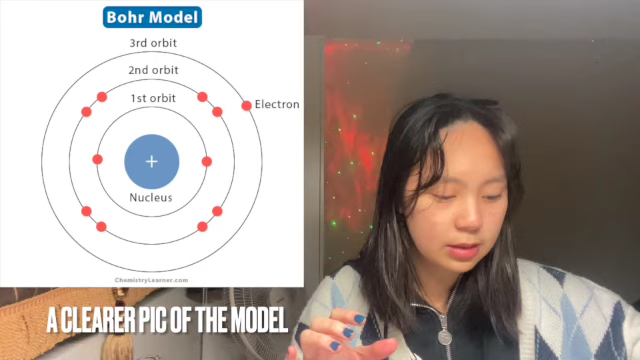 Bohr Model
3rd orbit
2nd orbit
1st orbit
Electron
+
Nucleus
ChemistryLearner.com
A CLEARER PIC OF THE MODEL